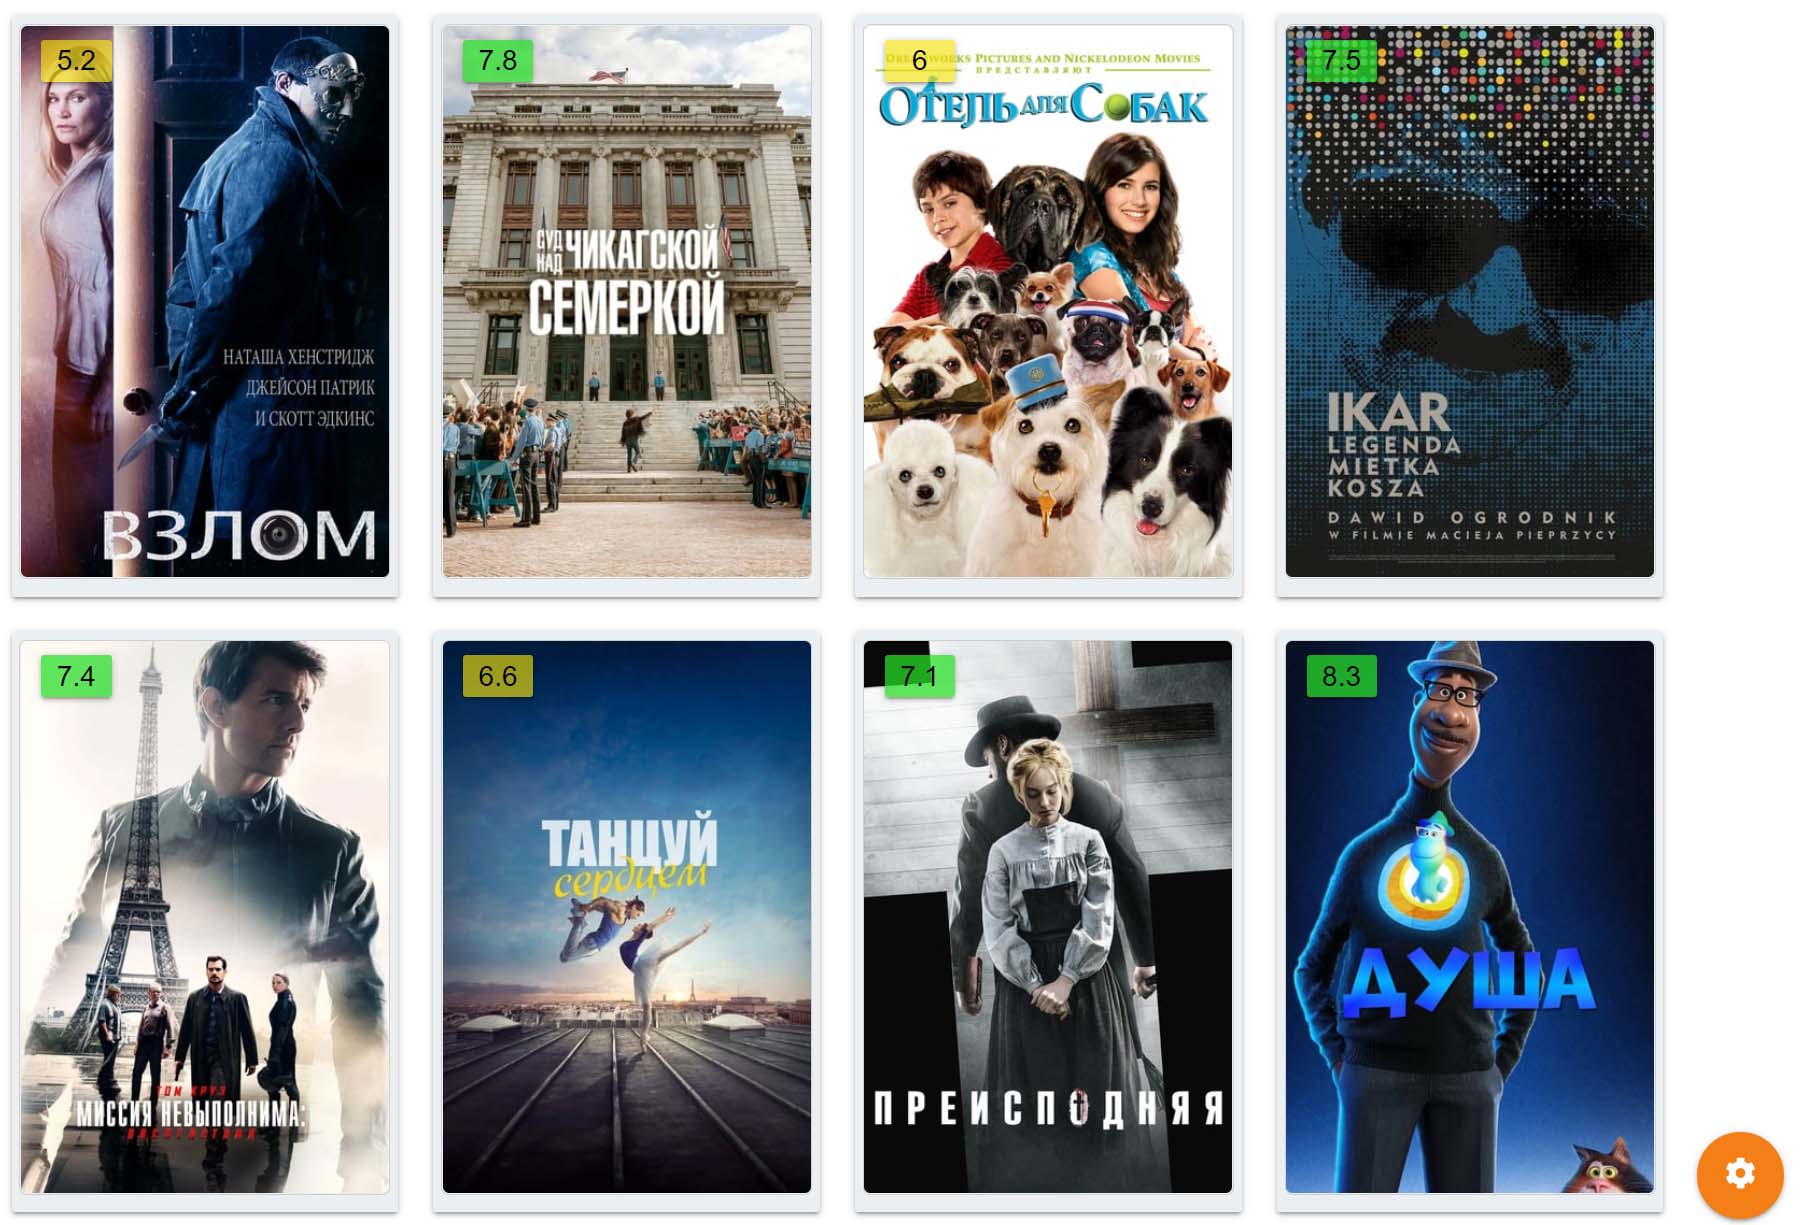 5.2
НАТАША ХЕНСТРИДЖ
ДЖЕЙСОН ПАТРИК
И СКОТТ ЭДКИНС
ВЗЛОМ
7.8
СУД НАД ЧИКАГСКОЙ
СЕМЕРКОЙ
6
WORKS PICTURES AND NICKELODEON MOVIES
ПРЕДСТАВЛЯЮТ
ОТЕЛЬ ДЛЯ СОБАК
7.5
IKAR
LEGENDA
MIETKA
KOSZA
DAWID OGRODNIK
W FILMIE MACIEJA PIEPRZYCY
7.4
ТОМ КРУЗ
МИССИЯ НЕВЫПОЛНИМА:
ПОСЛЕДСТВИЯ
6.6
ТАНЦУЙ
сердцем
7.1
ПРЕИСПОДНЯЯ
8.3
ДУША